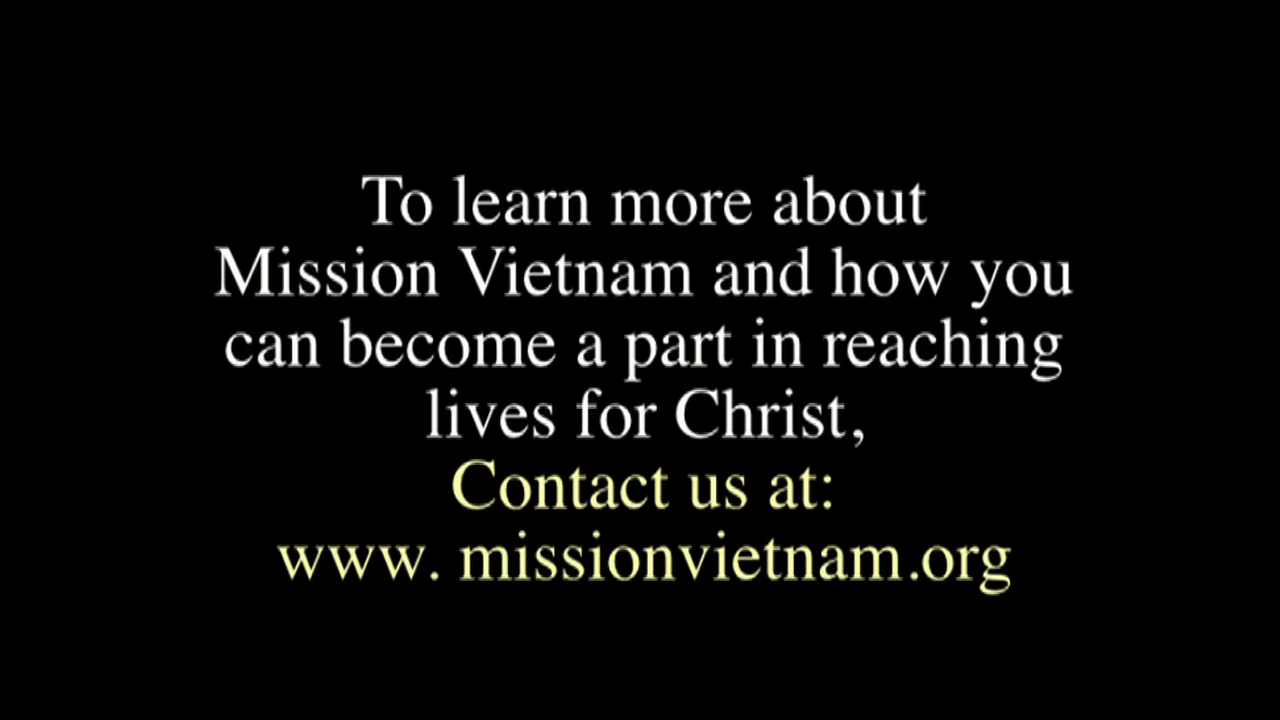 To learn more about
Mission Vietnam and how you
can become a part in reaching
lives for Christ,
Contact us at:
www. missionvietnam.org